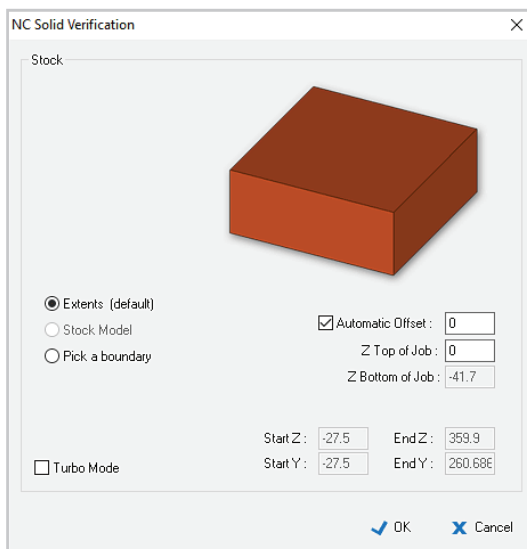 NC Solid Verification
Stock
Extents (default)
Stock Model
Pick a boundary
Automatic Offset : 0
Z Top of Job : 0
Z Bottom of Job : -41.7
Start Z : -27.5 End Z : 359.9
Start Y : -27.5 End Y : 260.686
Turbo Mode
OK Cancel